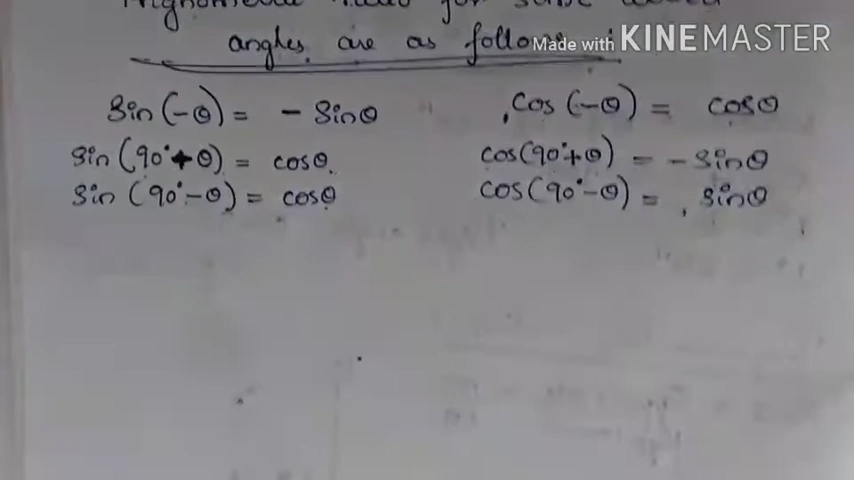 angles are as follows :
Made with KINEMASTER
Sin (-θ) = - Sinθ
Cos (-θ) = cosθ
Sin (90°+θ) = cosθ.
cos(90°+θ) = - sinθ
Sin (90°-θ) = cosθ
cos(90°-θ) = sinθ